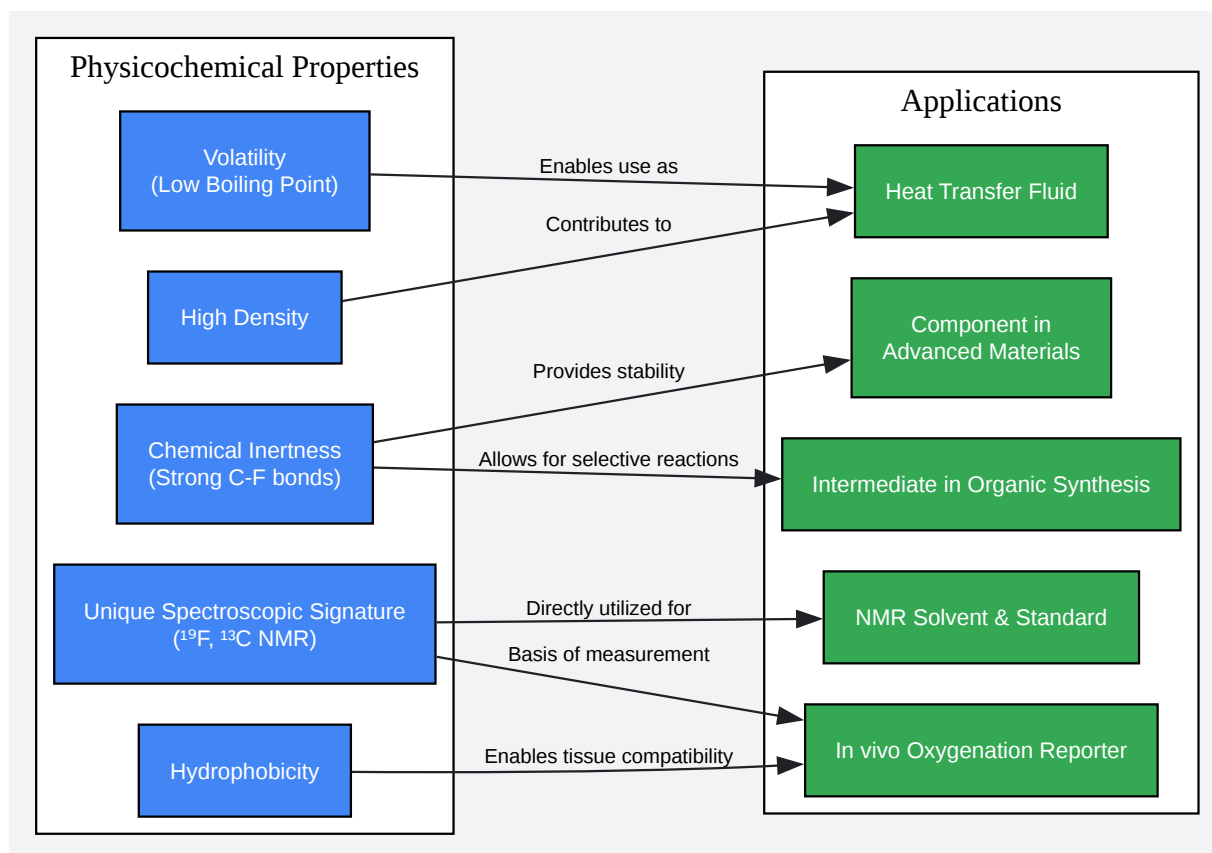 Physicochemical Properties
Volatility
(Low Boiling Point)
High Density
Chemical Inertness
(Strong C-F bonds)
Unique Spectroscopic Signature
(¹⁹F, ¹³C NMR)
Hydrophobicity
Enables use as
Contributes to
Provides stability
Allows for selective reactions
Directly utilized for
Basis of measurement
Enables tissue compatibility
Applications
Heat Transfer Fluid
Component in
Advanced Materials
Intermediate in Organic Synthesis
NMR Solvent & Standard
In vivo Oxygenation Reporter